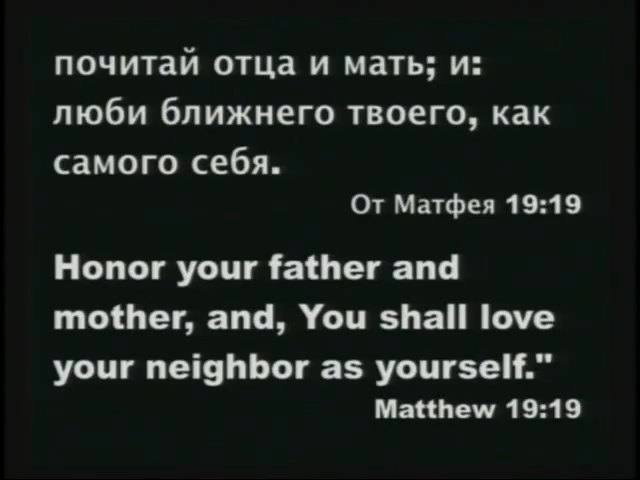 почитай отца и мать; и:
люби ближнего твоего, как
самого себя.
От Матфея 19:19
Honor your father and
mother, and, You shall love
your neighbor as yourself."
Matthew 19:19